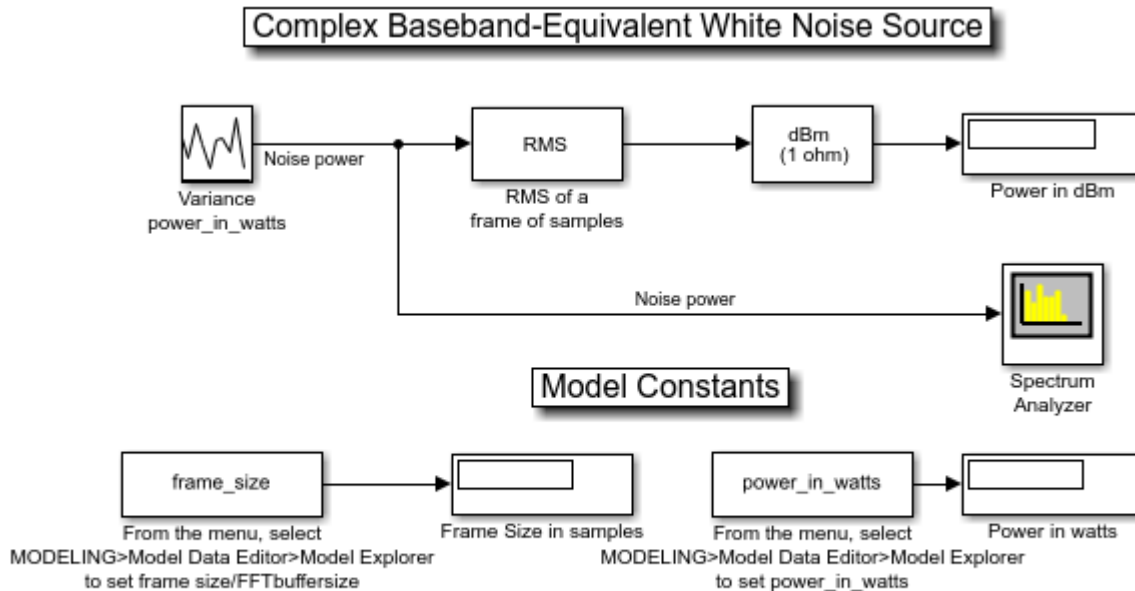 Complex Baseband-Equivalent White Noise Source
Noise power
Variance
power_in_watts
RMS
RMS of a
frame of samples
dBm
(1 ohm)
Power in dBm
Noise power
Spectrum
Analyzer
Model Constants
frame_size
From the menu, select
MODELING>Model Data Editor>Model Explorer
to set frame size/FFTbuffersize
Frame Size in samples
power_in_watts
From the menu, select
MODELING>Model Data Editor>Model Explorer
to set power_in_watts
Power in watts